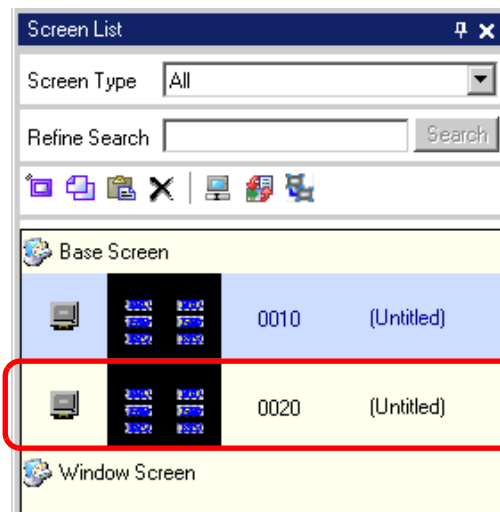 Screen List
Screen Type All
Refine Search Search
Base Screen
0010 (Untitled)
0020 (Untitled)
Window Screen